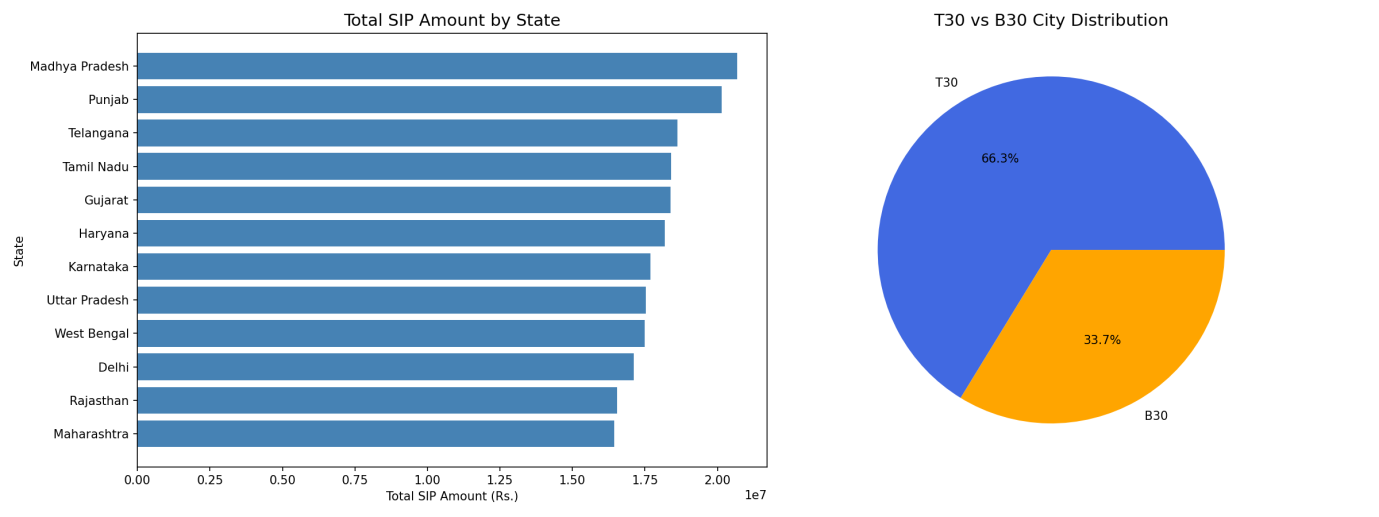 Total SIP Amount by State
State
Madhya Pradesh
Punjab
Telangana
Tamil Nadu
Gujarat
Haryana
Karnataka
Uttar Pradesh
West Bengal
Delhi
Rajasthan
Maharashtra
0.00 0.25 0.50 0.75 1.00 1.25 1.50 1.75 2.00
1e7
Total SIP Amount (Rs.)
T30 vs B30 City Distribution
T30
66.3%
33.7%
B30